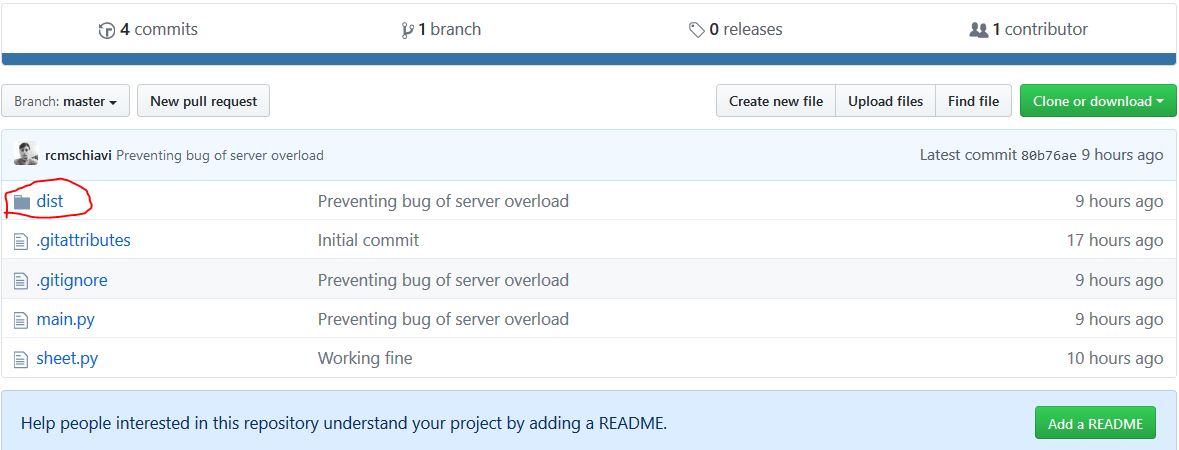 4 commits 1 branch 0 releases 1 contributor
Branch: master New pull request Create new file Upload files Find file Clone or download
rcmschiavi Preventing bug of server overload Latest commit 80b76ae 9 hours ago
dist Preventing bug of server overload 9 hours ago
.gitattributes Initial commit 17 hours ago
.gitignore Preventing bug of server overload 9 hours ago
main.py Preventing bug of server overload 9 hours ago
sheet.py Working fine 10 hours ago
Help people interested in this repository understand your project by adding a README. Add a README